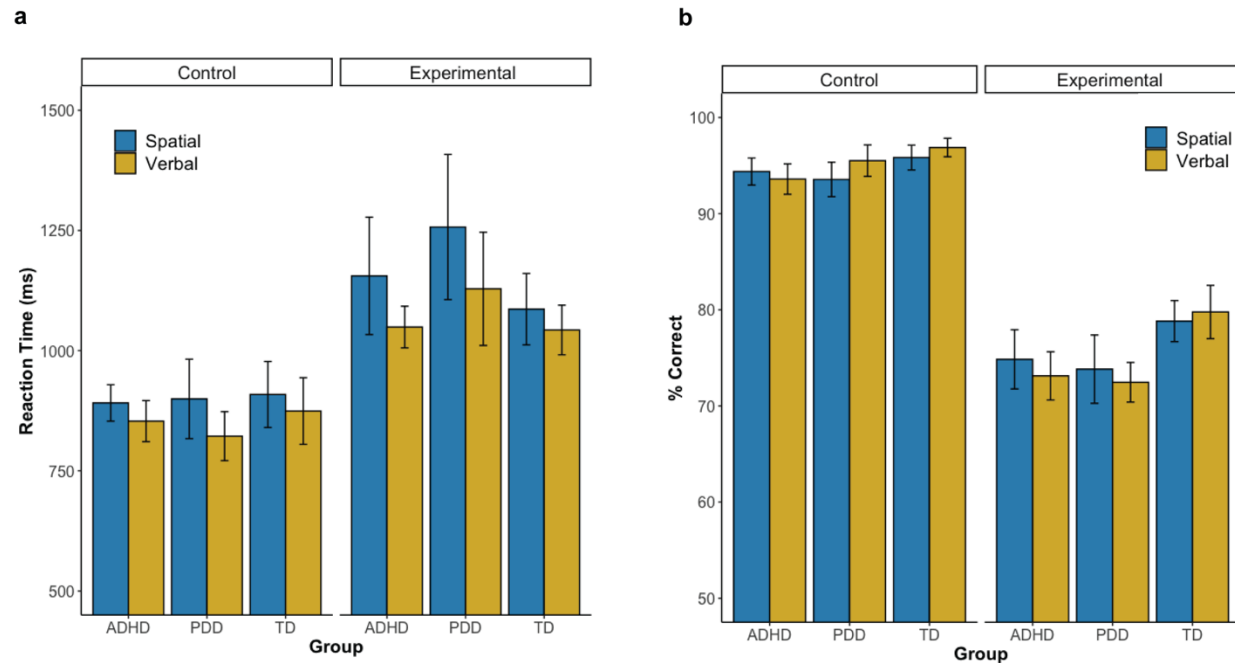 a
Control
Experimental
Spatial
Verbal
1500
1250
1000
750
500
Reaction Time (ms)
ADHD PDD TD
ADHD PDD TD
Group
b
Control
Experimental
Spatial
Verbal
100
90
80
70
60
50
% Correct
ADHD PDD TD
ADHD PDD TD
Group